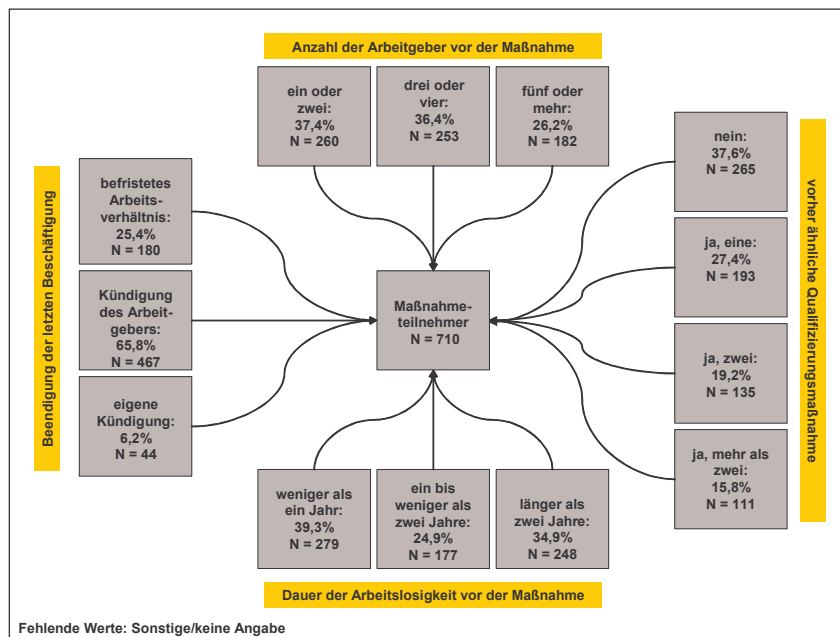 Anzahl der Arbeitgeber vor der Maßnahme
ein oder
zwei:
37,4%
N = 260
drei oder
vier:
36,4%
N = 253
fünf oder
mehr:
26,2%
N = 182
Beendigung der letzten Beschäftigung
befristetes
Arbeits-
verhältnis:
25,4%
N = 180
Kündigung
des Arbeit-
gebers:
65,8%
N = 467
eigene
Kündigung:
6,2%
N = 44
Maßnahme-
teilnehmer
N = 710
vorher ähnliche Qualifizierungsmaßnahme
nein:
37,6%
N = 265
ja, eine:
27,4%
N = 193
ja, zwei:
19,2%
N = 135
ja, mehr als
zwei:
15,8%
N = 111
weniger als
ein Jahr:
39,3%
N = 279
ein bis
weniger als
zwei Jahre:
24,9%
N = 177
länger als
zwei Jahre:
34,9%
N = 248
Dauer der Arbeitslosigkeit vor der Maßnahme
Fehlende Werte: Sonstige/keine Angabe